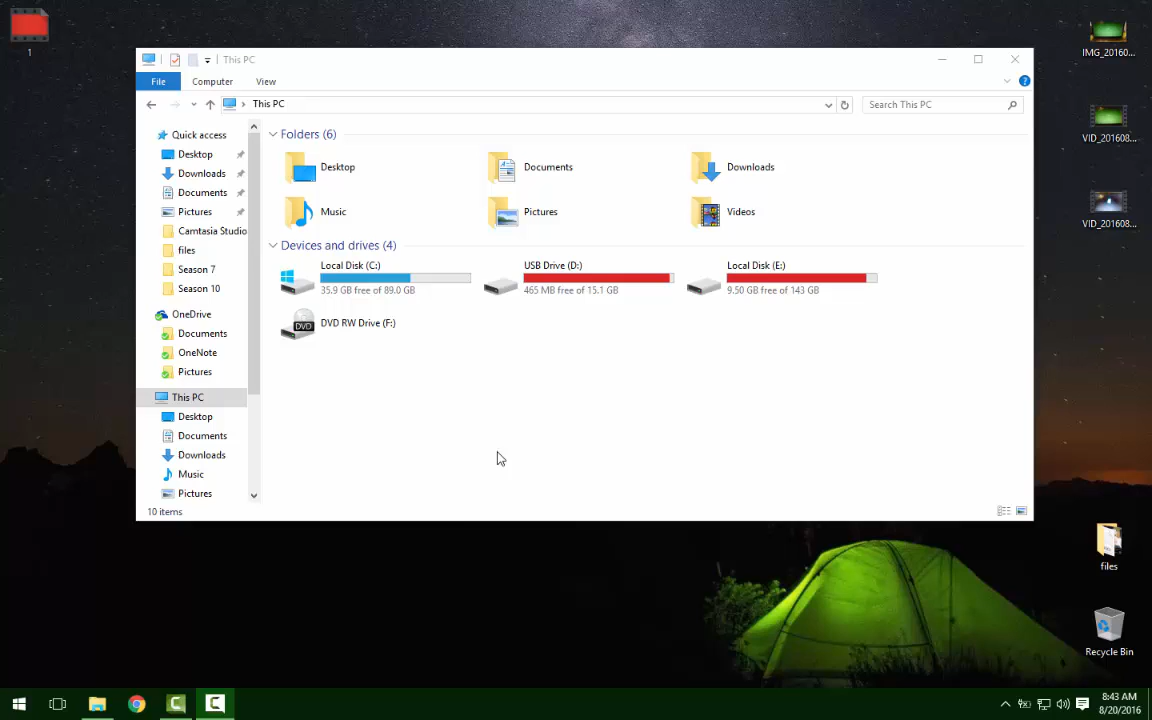 1
This PC
File
Computer
View
This PC
Search This PC
Quick access
Desktop
Downloads
Documents
Pictures
Camtasia Studio
files
Season 7
Season 10
OneDrive
Documents
OneNote
Pictures
This PC
Desktop
Documents
Downloads
Music
Pictures
Folders (6)
Desktop
Documents
Downloads
Music
Pictures
Videos
Devices and drives (4)
Local Disk (C:)
35.9 GB free of 89.0 GB
USB Drive (D:)
465 MB free of 15.1 GB
Local Disk (E:)
9.50 GB free of 143 GB
DVD
DVD RW Drive (F:)
10 items
IMG_20160...
VID_201608...
VID_201608...
files
Recycle Bin
8:43 AM
8/20/2016